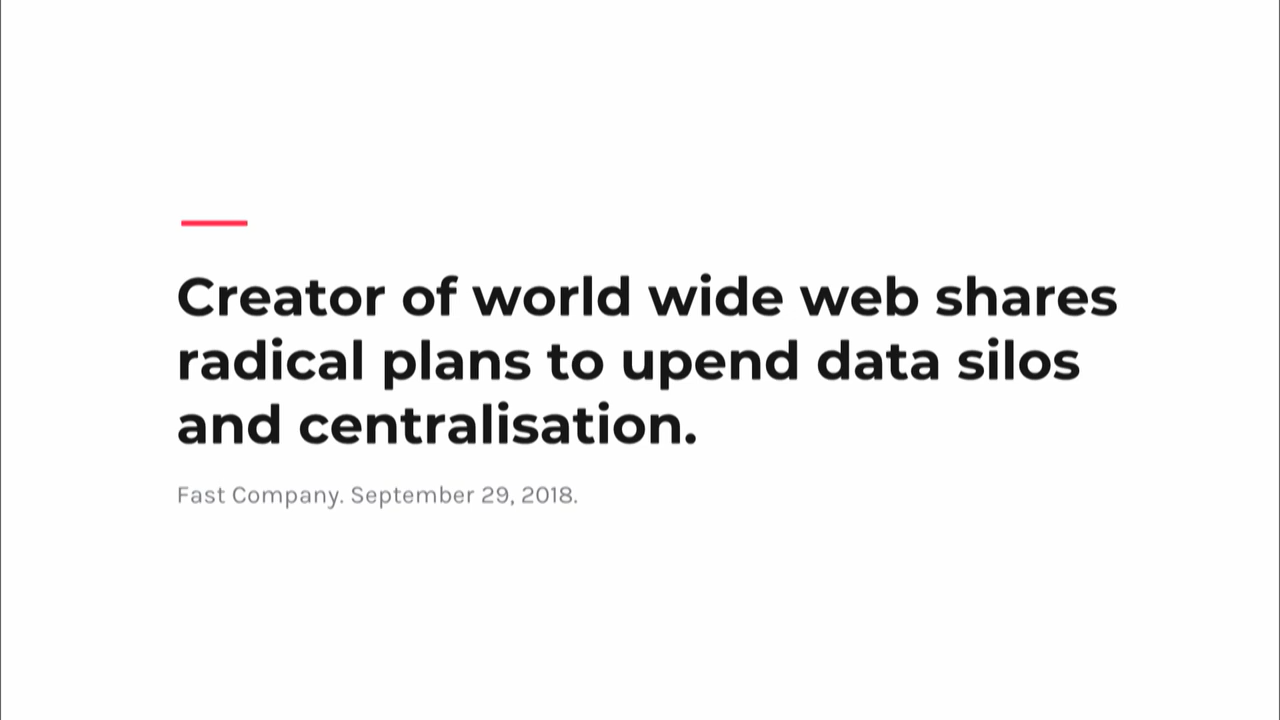 Creator of world wide web shares
radical plans to upend data silos
and centralisation.
Fast Company. September 29, 2018.